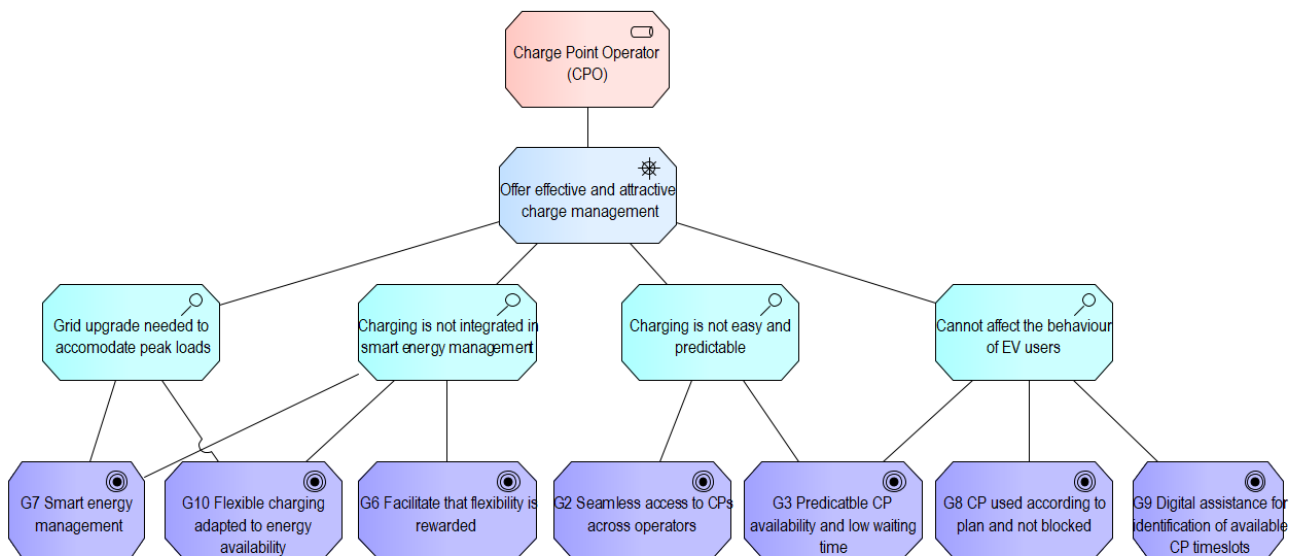 Charge Point Operator
(CPO)
Offer effective and attractive
charge management
Grid upgrade needed to
accomodate peak loads
Charging is not integrated in
smart energy management
Charging is not easy and
predictable
Cannot affect the behaviour
of EV users
G7 Smart energy
management
G10 Flexible charging
adapted to energy
availability
G6 Facilitate that flexibility is
rewarded
G2 Seamless access to CPs
across operators
G3 Predicatble CP
availability and low waiting
time
G8 CP used according to
plan and not blocked
G9 Digital assistance for
identification of available
CP timeslots